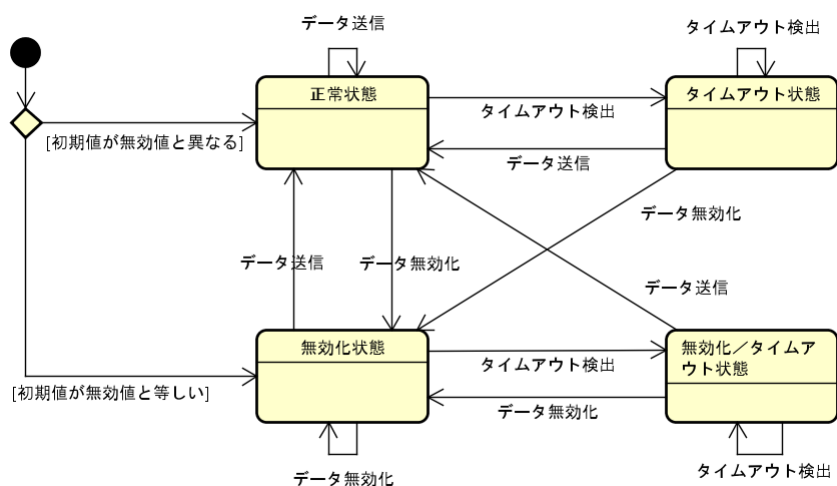 データ送信
タイムアウト検出
正常状態
タイムアウト状態
タイムアウト検出
[初期値が無効値と異なる]
データ送信
データ無効化
データ送信
データ無効化
データ送信
無効化状態
無効化／タイムア
ウト状態
タイムアウト検出
[初期値が無効値と等しい]
データ無効化
データ無効化
タイムアウト検出